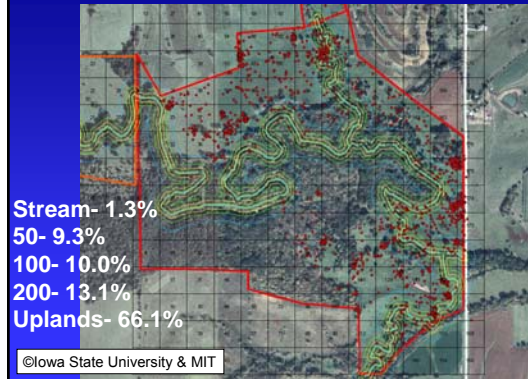 Stream- 1.3%
50- 9.3%
100- 10.0%
200- 13.1%
Uplands- 66.1%
©Iowa State University & MIT